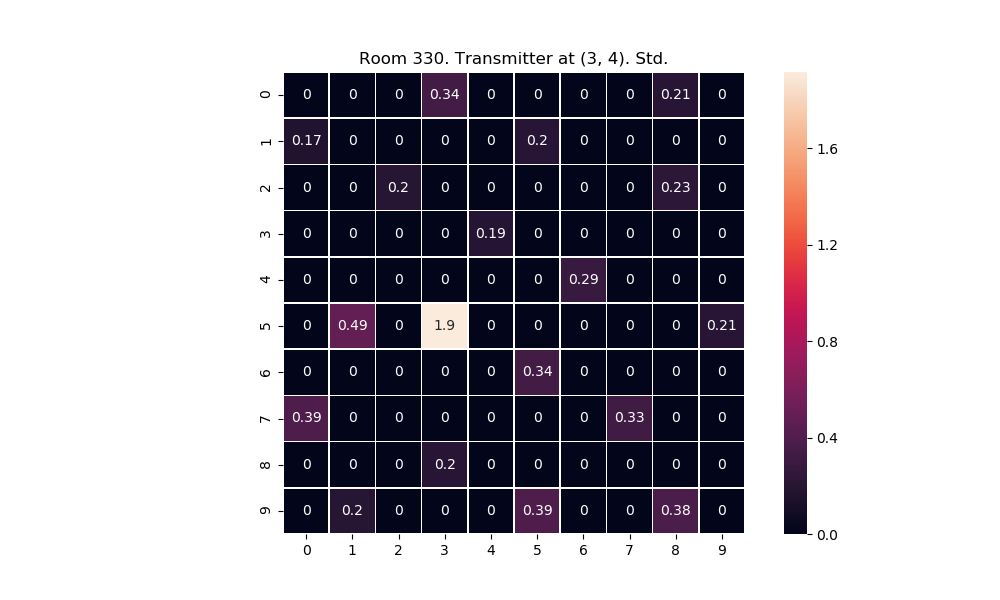 Room 330. Transmitter at (3, 4). Std.
0 0 0 0 0.34 0 0 0 0 0.21 0
1 0.17 0 0 0 0 0.2 0 0 0 0
1.6
2 0 0 0.2 0 0 0 0 0 0.23 0
3 0 0 0 0 0.19 0 0 0 0 0
1.2
4 0 0 0 0 0 0 0.29 0 0 0
5 0 0.49 0 1.9 0 0 0 0 0 0.21
0.8
6 0 0 0 0 0 0.34 0 0 0 0
7 0.39 0 0 0 0 0 0 0.33 0 0
0.4
8 0 0 0 0.2 0 0 0 0 0 0
9 0 0.2 0 0 0 0.39 0 0 0.38 0
0.0
0 1 2 3 4 5 6 7 8 9